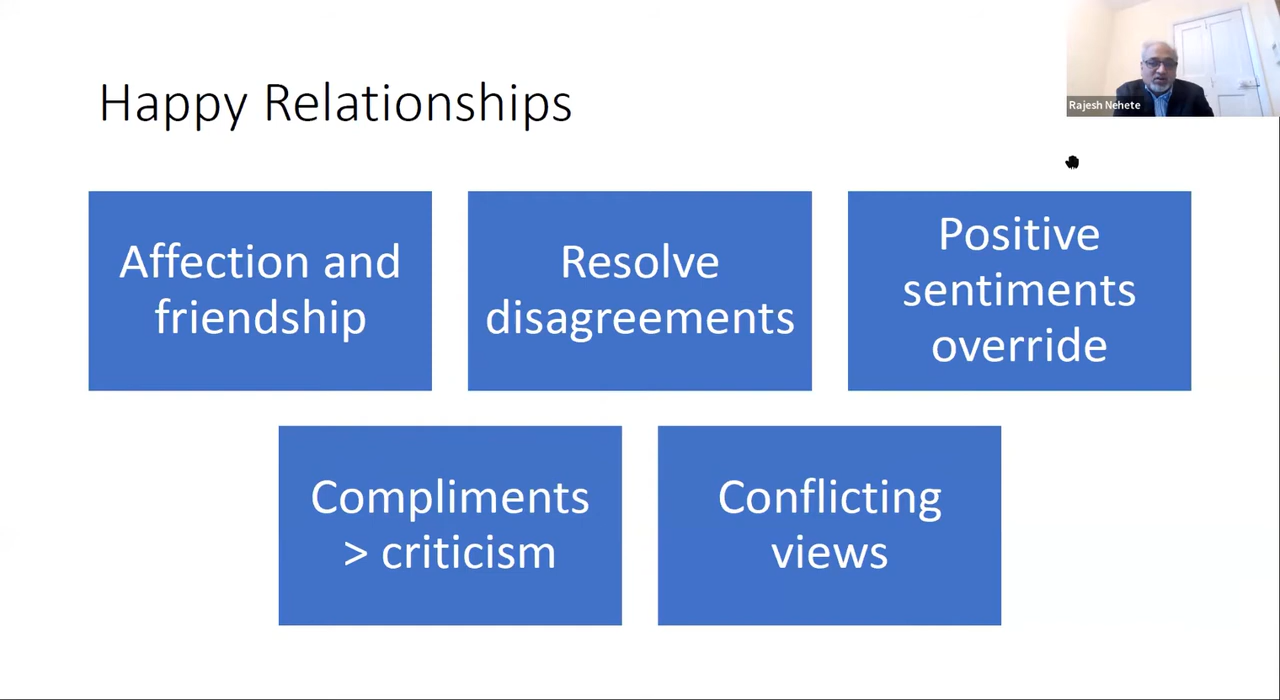 Happy Relationships
Rajesh Nehete
Affection and
friendship
Resolve
disagreements
Positive
sentiments
override
Compliments
> criticism
Conflicting
views